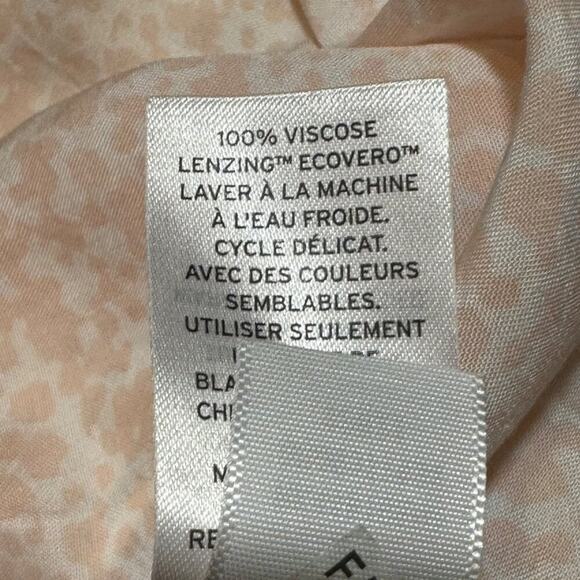 100% VISCOSE
LENZING™ ECOVERO™
LAVER À LA MACHINE
À L'EAU FROIDE.
CYCLE DÉLICAT.
AVEC DES COULEURS
SEMBLABLES.
UTILISER SEULEMENT